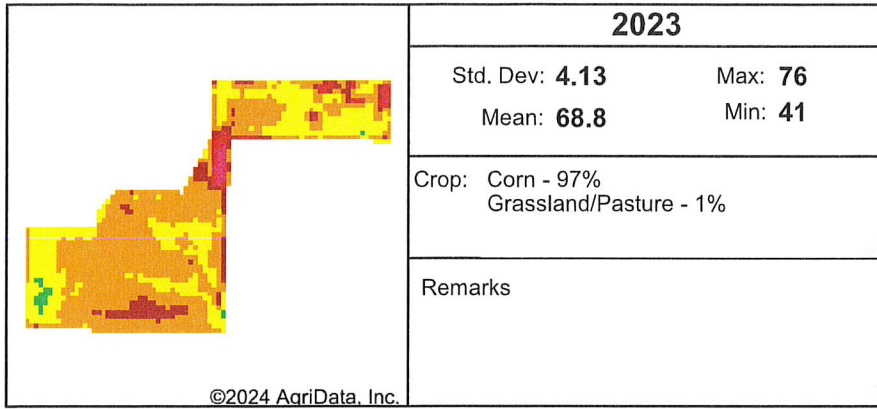 2023
Std. Dev: 4.13 Max: 76
Mean: 68.8 Min: 41
Crop: Corn - 97%
Grassland/Pasture - 1%
Remarks
©2024 AgriData, Inc.